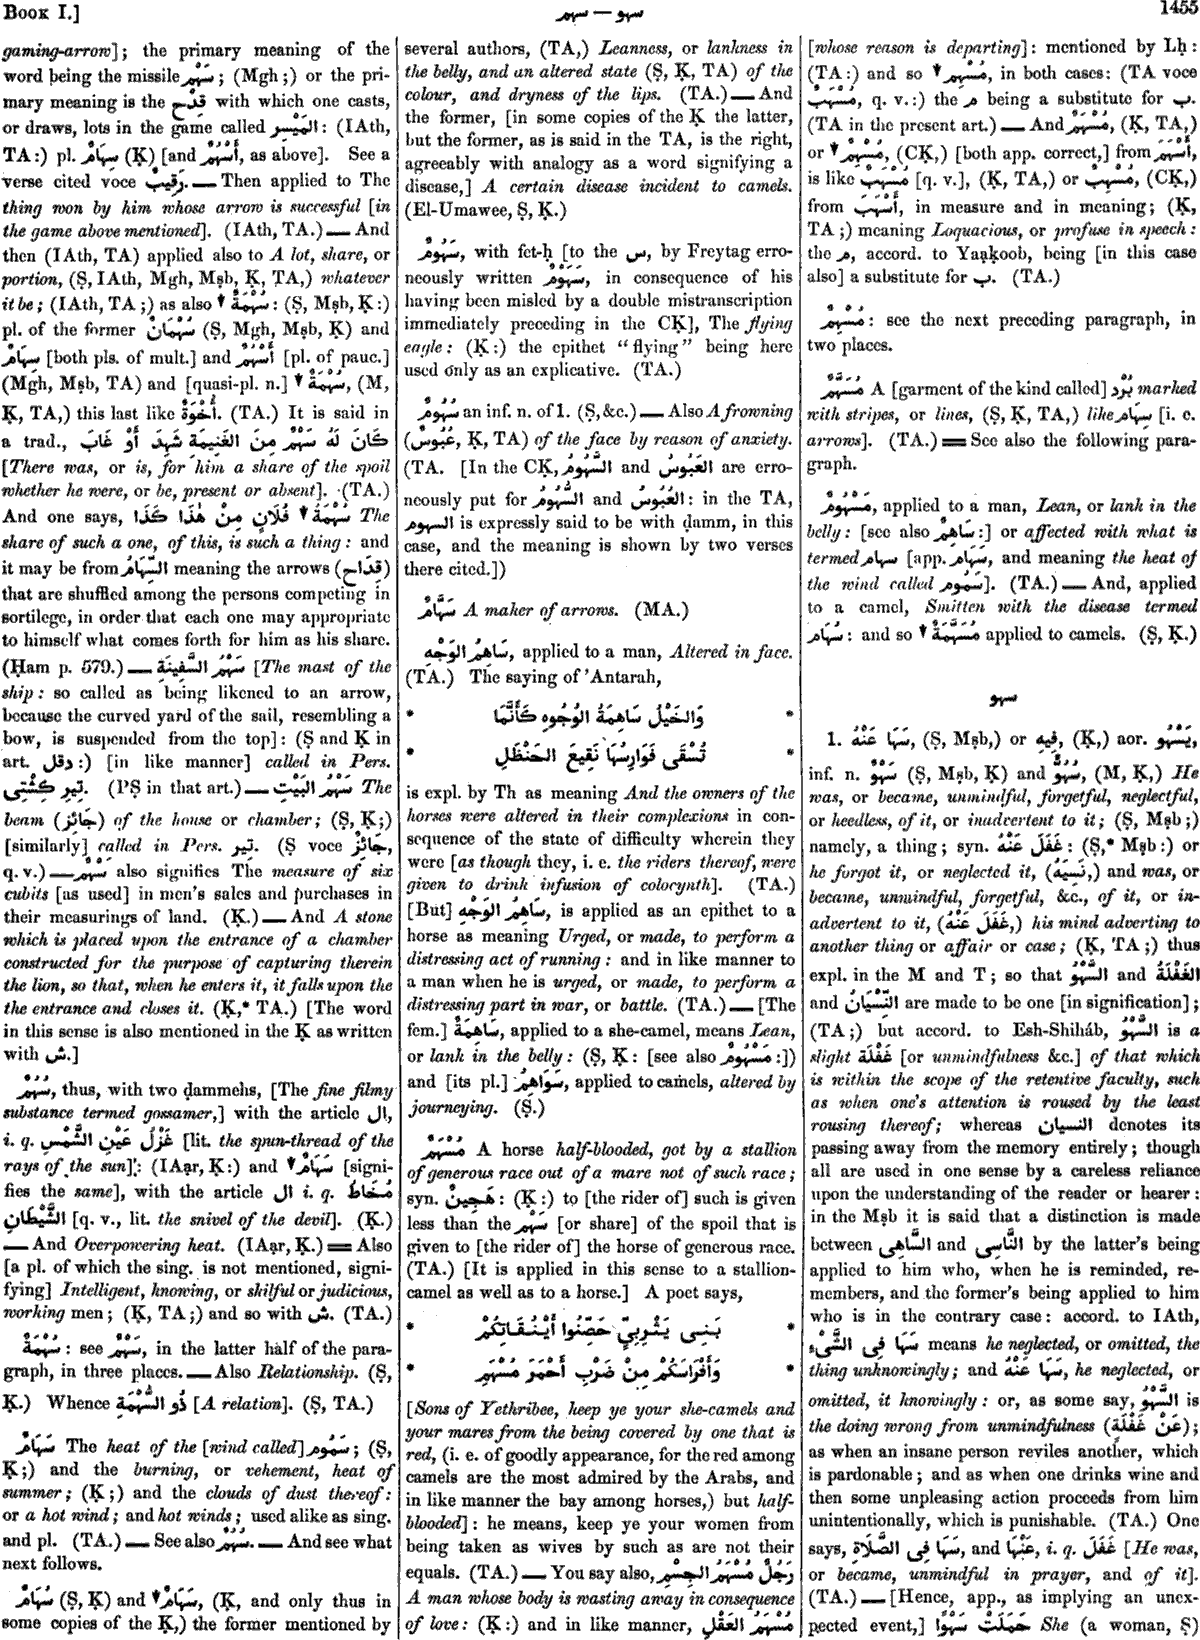 BOOK I.]
سهم — سهو
1455
gaming-arrow]; the primary meaning of the
word being the missile سَهْم; (Mgh;) or the pri-
mary meaning is the قِدْح with which one casts,
or draws, lots in the game called المَيْسِر: (IAth,
TA:) pl. سِهَامٌ (Ḳ) [and أَسْهُمٌ, as above]. See a
verse cited voce رَقِيبٌ. — Then applied to The
thing won by him whose arrow is successful [in
the game above mentioned]. (IAth, TA.) — And
then (IAth, TA) applied also to A lot, share, or
portion, (Ṣ, IAth, Mgh, Mṣb, Ḳ, TA,) whatever
it be; (IAth, TA;) as also ↑ سُهْمَةٌ: (Ṣ, Mṣb, Ḳ:)
pl. of the former سُهْمَانٌ (Ṣ, Mgh, Mṣb, Ḳ) and
سِهَامٌ [both pls. of mult.] and أَسْهُمٌ [pl. of pauc.]
(Mgh, Mṣb, TA) and [quasi-pl. n.] ↑ سُهْمَةٌ, (M,
Ḳ, TA,) this last like أُخْوَةٌ. (TA.) It is said in
a trad., كَانَ لَهُ سَهْمٌ مِنَ الغَنِيمَةِ شَهِدَ أَوْ غَابَ
[There was, or is, for him a share of the spoil
whether he were, or be, present or absent]. (TA.)
And one says, سُهْمَةُ ↑ فُلَانٍ مِنْ هٰذَا كَذَا The
share of such a one, of this, is such a thing: and
it may be from السِّهَامُ meaning the arrows (قِدَاح)
that are shuffled among the persons competing in
sortilege, in order that each one may appropriate
to himself what comes forth for him as his share.
(Ḥam p. 579.) — سَهْمُ السَّفِينَةِ [The mast of the
ship: so called as being likened to an arrow,
because the curved yard of the sail, resembling a
bow, is suspended from the top]: (Ṣ and Ḳ in
art. دقل:) [in like manner] called in Pers.
تِيرِ كِشْتِى. (PṢ in that art.) — سَهْمُ البَيْتِ The
beam (جَائِز) of the house or chamber; (Ṣ, Ḳ;)
[similarly] called in Pers. تير. (Ṣ voce جَائِزٌ,
q. v.) — سَهْمٌ also signifies The measure of six
cubits [as used] in men's sales and purchases in
their measurings of land. (Ḳ.) — And A stone
which is placed upon the entrance of a chamber
constructed for the purpose of capturing therein
the lion, so that, when he enters it, it falls upon the
the entrance and closes it. (Ḳ,* TA.) [The word
in this sense is also mentioned in the Ḳ as written
with ش.]
سُهُمٌ, thus, with two ḍammehs, [The fine filmy
substance termed gossamer,] with the article ال,
i. q. غَزْلُ عَيْنِ الشَّمْسِ [lit. the spun-thread of the
rays of the sun]: (IAạr, Ḳ:) and ↑ سَهَامٌ [signi-
fies the same], with the article ال i. q. مُخَاطُ
الشَّيْطَانِ [q. v., lit. the snivel of the devil]. (Ḳ.)
— And Overpowering heat. (IAạr, Ḳ.) = Also
[a pl. of which the sing. is not mentioned, signi-
fying] Intelligent, knowing, or skilful or judicious,
working men; (Ḳ, TA;) and so with ش. (TA.)
سُهْمَةٌ: see سَهْمٌ, in the latter half of the para-
graph, in three places. — Also Relationship. (Ṣ,
Ḳ.) Whence ذُو السُّهْمَةِ [A relation]. (Ṣ, TA.)
سَهَامٌ The heat of the [wind called] سَمُوم; (Ṣ,
Ḳ;) and the burning, or vehement, heat of
summer; (Ḳ;) and the clouds of dust thereof:
or a hot wind; and hot winds; used alike as sing.
and pl. (TA.) — See also سُهُمٌ. — And see what
next follows.
سُهَامٌ (Ṣ, Ḳ) and ↑ سَهَامٌ, (Ḳ, and only thus in
some copies of the Ḳ,) the former mentioned by
several authors, (TA,) Leanness, or lankness in
the belly, and an altered state (Ṣ, Ḳ, TA) of the
colour, and dryness of the lips. (TA.) — And
the former, [in some copies of the Ḳ the latter,
but the former, as is said in the TA, is the right,
agreeably with analogy as a word signifying a
disease,] A certain disease incident to camels.
(El-Umawee, Ṣ, Ḳ.)
سَهُومٌ, with fet-ḥ [to the س, by Freytag erro-
neously written سَهْوَمٌ, in consequence of his
having been misled by a double mistranscription
immediately preceding in the CḲ], The flying
eagle: (Ḳ:) the epithet "flying" being here
used only as an explicative. (TA.)
سُهُومٌ an inf. n. of 1. (Ṣ, &c.) — Also A frowning
(عُبُوسٌ, Ḳ, TA) of the face by reason of anxiety.
(TA. [In the CḲ, السَّهُومُ and العَبُوسُ are erro-
neously put for السُّهُومُ and العُبُوسُ: in the TA,
السهوم is expressly said to be with ḍamm, in this
case, and the meaning is shown by two verses
there cited.])
سَهَّامٌ A maker of arrows. (MA.)
سَاهِمُ الوَجْهِ, applied to a man, Altered in face.
(TA.) The saying of 'Antarah,
* وَالخَيْلُ سَاهِمَةُ الوُجُوهِ كَأَنَّمَا *
* تُسْقَى فَوَارِسُهَا نَقِيعَ الحَنْظَلِ *
is expl. by Th as meaning And the owners of the
horses were altered in their complexions in con-
sequence of the state of difficulty wherein they
were [as though they, i. e. the riders thereof, were
given to drink infusion of colocynth]. (TA.)
[But] سَاهِمُ الوَجْهِ, is applied as an epithet to a
horse as meaning Urged, or made, to perform a
distressing act of running: and in like manner to
a man when he is urged, or made, to perform a
distressing part in war, or battle. (TA.) — [The
fem.] سَاهِمَةٌ, applied to a she-camel, means Lean,
or lank in the belly: (Ṣ, Ḳ: [see also مَسْهُومٌ:])
and [its pl.] سَوَاهِمُ, applied to camels, altered by
journeying. (Ṣ.)
مُسْهَمٌ A horse half-blooded, got by a stallion
of generous race out of a mare not of such race;
syn. هَجِينٌ: (Ḳ:) to [the rider of] such is given
less than the سَهْم [or share] of the spoil that is
given to [the rider of] the horse of generous race.
(TA.) [It is applied in this sense to a stallion-
camel as well as to a horse.] A poet says,
* بَنِى يَثْرِبِيٍّ حَصِّنُوا أَيْنُقَاتِكُمْ *
* وَأَفْرَاسَكُمْ مِنْ ضَرْبِ أَحْمَرَ مُسْهَمِ *
[Sons of Yethribee, keep ye your she-camels and
your mares from the being covered by one that is
red, (i. e. of goodly appearance, for the red among
camels are the most admired by the Arabs, and
in like manner the bay among horses,) but half-
blooded]: he means, keep ye your women from
being taken as wives by such as are not their
equals. (TA.) — You say also, رَجُلٌ مُسْهَمُ الجِسْمِ
A man whose body is wasting away in consequence
of love: (Ḳ:) and in like manner, مُسْهَمُ العَقْلِ
[whose reason is departing]: mentioned by Lḥ:
(TA:) and so ↑ مُسْهِم, in both cases: (TA voce
مُسْهَبٌ, q. v.:) the م being a substitute for ب.
(TA in the present art.) — And مُسْهَمٌ, (Ḳ, TA,)
or ↑ مُسْهِمٌ, (CḲ,) [both app. correct,] from أَسْهَمَ,
is like مُسْهَبٌ [q. v.], (Ḳ, TA,) or مُسْهِبٌ, (CḲ,)
from أَسْهَبَ, in measure and in meaning; (Ḳ,
TA;) meaning Loquacious, or profuse in speech:
the م, accord. to Yaạḳoob, being [in this case
also] a substitute for ب. (TA.)
مُسْهِمٌ: see the next preceding paragraph, in
two places.
مُسَهَّمٌ A [garment of the kind called] بُرْد marked
with stripes, or lines, (Ṣ, Ḳ, TA,) like سِهَام [i. e.
arrows]. (TA.) = See also the following para-
graph.
مَسْهُومٌ, applied to a man, Lean, or lank in the
belly: [see also سَاهِمٌ:] or affected with what is
termed سهام [app. سَهَام, and meaning the heat of
the wind called سَمُوم]. (TA.) — And, applied
to a camel, Smitten with the disease termed
سُهَام: and so ↑ مُسَهَّمَةٌ applied to camels. (Ṣ, Ḳ.)
سهو
1. سَهَا عَنْهُ, (Ṣ, Mṣb,) or فِيهِ, (Ḳ,) aor. يَسْهُو,
inf. n. سَهْوٌ (Ṣ, Mṣb, Ḳ) and سُهُوٌّ, (M, Ḳ,) He
was, or became, unmindful, forgetful, neglectful,
or heedless, of it, or inadvertent to it; (Ṣ, Mṣb;)
namely, a thing; syn. غَفَلَ عَنْهُ: (Ṣ,* Mṣb:) or
he forgot it, or neglected it, (نَسِيَهُ,) and was, or
became, unmindful, forgetful, &c., of it, or in-
advertent to it, (غَفَلَ عَنْهُ,) his mind adverting to
another thing or affair or case; (Ḳ, TA;) thus
expl. in the M and T; so that السَّهْوُ and الغَفْلَةُ
and النِّسْيَانُ are made to be one [in signification];
(TA;) but accord. to Esh-Shiháb, السَّهْوُ is a
slight غَفْلَة [or unmindfulness &c.] of that which
is within the scope of the retentive faculty, such
as when one's attention is roused by the least
rousing thereof; whereas النسيان denotes its
passing away from the memory entirely; though
all are used in one sense by a careless reliance
upon the understanding of the reader or hearer:
in the Mṣb it is said that a distinction is made
between السَّاهِى and النَّاسِى by the latter's being
applied to him who, when he is reminded, re-
members, and the former's being applied to him
who is in the contrary case: accord. to IAth,
سَهَا فِى الشَّىْءِ means he neglected, or omitted, the
thing unknowingly; and سَهَا عَنْهُ, he neglected, or
omitted, it knowingly: or, as some say, السَّهْوُ is
the doing wrong from unmindfulness (عَنْ غَفْلَةٍ);
as when an insane person reviles another, which
is pardonable; and as when one drinks wine and
then some unpleasing action proceeds from him
unintentionally, which is punishable. (TA.) One
says, سَهَا فِى الصَّلَاةِ, and عَنْهَا, i. q. غَفَلَ [He was,
or became, unmindful in prayer, and of it].
(TA.) — [Hence, app., as implying an unex-
pected event,] حَمَلَتْ سَهْوًا She (a woman, Ṣ)